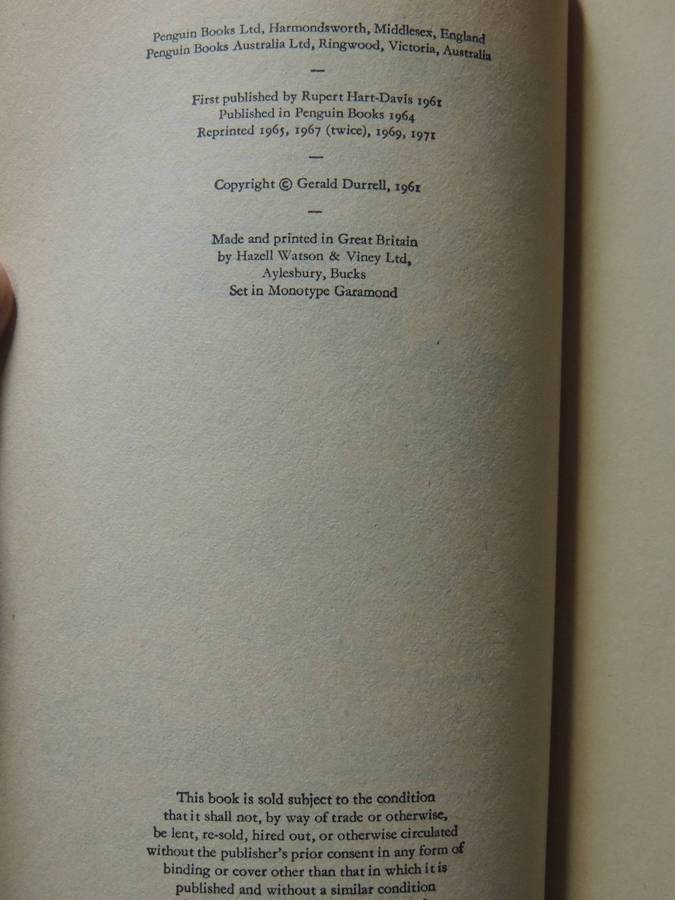 Penguin Books Ltd, Harmondsworth, Middlesex, England
Penguin Books Australia Ltd, Ringwood, Victoria, Australia
—
First published by Rupert Hart-Davis 1961
Published in Penguin Books 1964
Reprinted 1965, 1967 (twice), 1969, 1971
—
Copyright © Gerald Durrell, 1961
—
Made and printed in Great Britain
by Hazell Watson & Viney Ltd,
Aylesbury, Bucks
Set in Monotype Garamond
This book is sold subject to the condition
that it shall not, by way of trade or otherwise,
be lent, re-sold, hired out, or otherwise circulated
without the publisher's prior consent in any form of
binding or cover other than that in which it is
published and without a similar condition